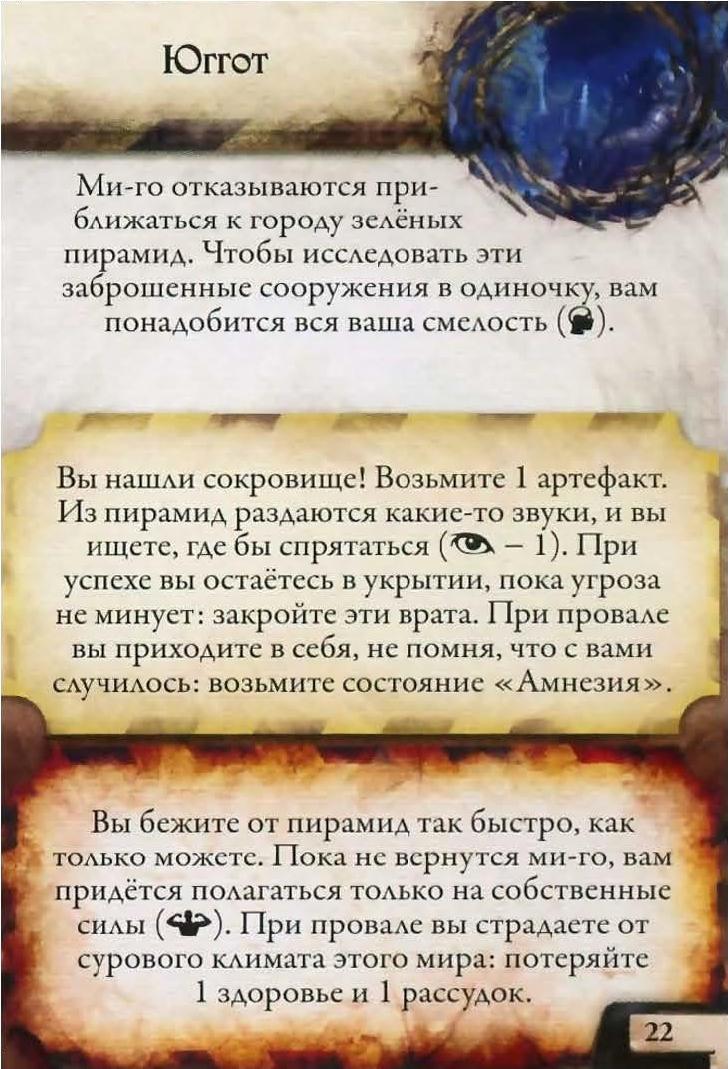 Юггот
Ми-го отказываются при-
ближаться к городу зелёных
пирамид. Чтобы исследовать эти
заброшенные сооружения в одиночку, вам
понадобится вся ваша смелость ( ).
Вы нашли сокровище! Возьмите 1 артефакт.
Из пирамид раздаются какие-то звуки, и вы
ищете, где бы спрятаться ( – 1). При
успехе вы остаётесь в укрытии, пока угроза
не минует: закройте эти врата. При провале
вы приходите в себя, не помня, что с вами
случилось: возьмите состояние «Амнезия».
Вы бежите от пирамид так быстро, как
только можете. Пока не вернутся ми-го, вам
придётся полагаться только на собственные
силы ( ). При провале вы страдаете от
сурового климата этого мира: потеряйте
1 здоровье и 1 рассудок.
22